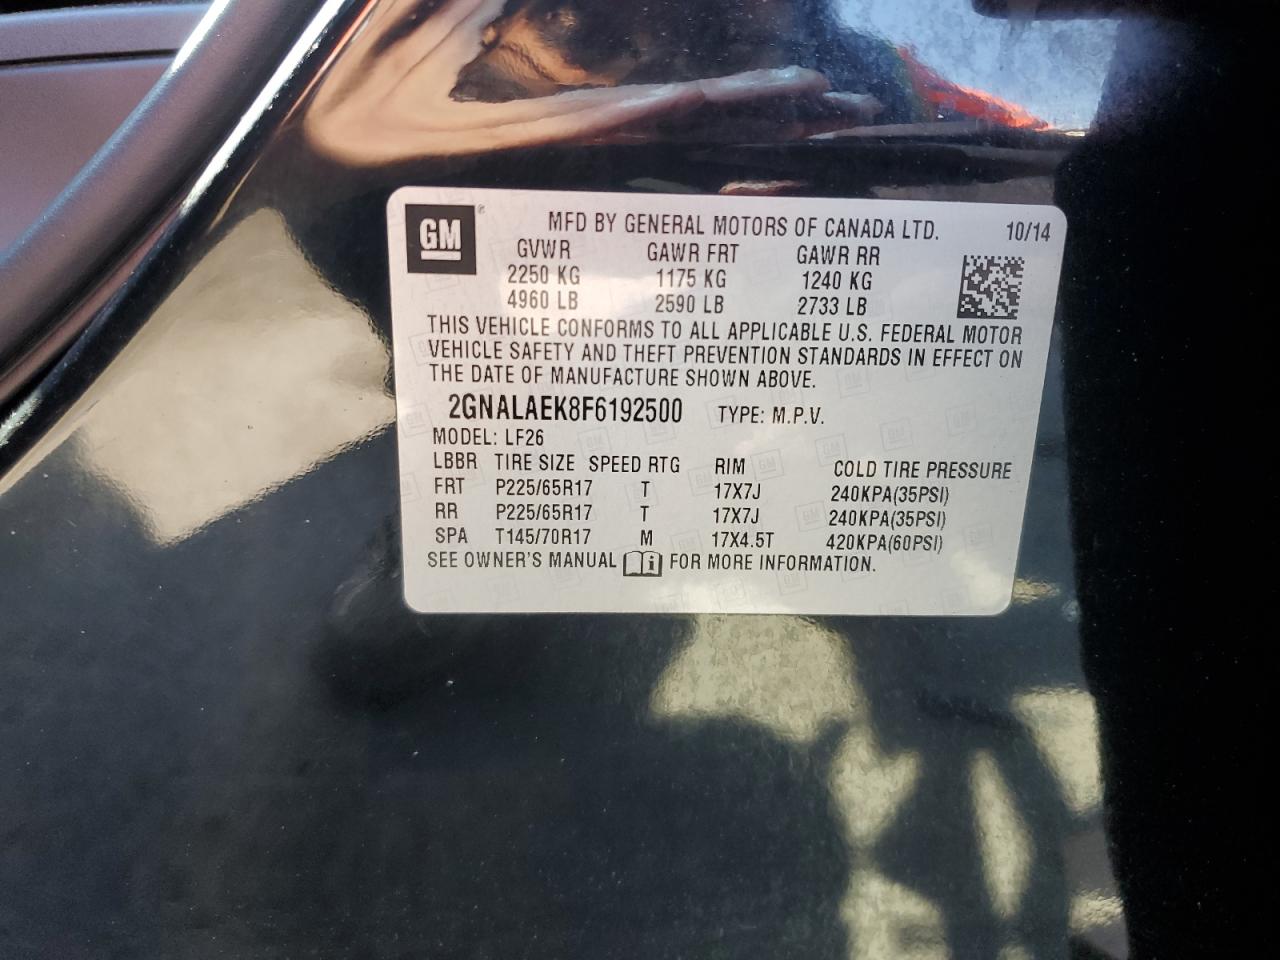 GM ® MFD BY GENERAL MOTORS OF CANADA LTD. 10/14
GVWR GAWR FRT GAWR RR
2250 KG 1175 KG 1240 KG
4960 LB 2590 LB 2733 LB
THIS VEHICLE CONFORMS TO ALL APPLICABLE U.S. FEDERAL MOTOR
VEHICLE SAFETY AND THEFT PREVENTION STANDARDS IN EFFECT ON
THE DATE OF MANUFACTURE SHOWN ABOVE.
2GNALAEK8F6192500 TYPE: M.P.V.
MODEL: LF26
LBBR TIRE SIZE SPEED RTG RIM COLD TIRE PRESSURE
FRT P225/65R17 T 17X7J 240KPA(35PSI)
RR P225/65R17 T 17X7J 240KPA(35PSI)
SPA T145/70R17 M 17X4.5T 420KPA(60PSI)
SEE OWNER'S MANUAL i FOR MORE INFORMATION.